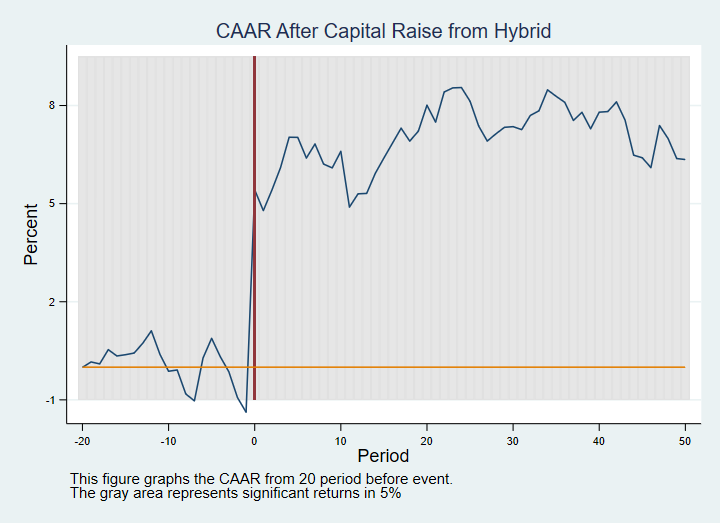 CAAR After Capital Raise from Hybrid
Percent
8
5
2
-1
-20 -10 0 10 20 30 40 50
Period
This figure graphs the CAAR from 20 period before event.
The gray area represents significant returns in 5%